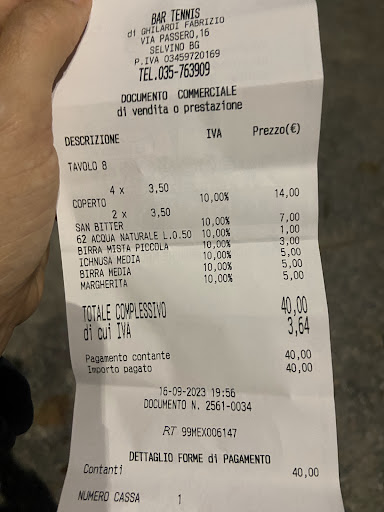 BAR TENNIS
di GHILARDI FABRIZIO
VIA PASSERO,16
SELVINO BG
P.IVA 03459720169
TEL.035-763909
DOCUMENTO COMMERCIALE
di vendita o prestazione
DESCRIZIONE IVA Prezzo(€)
TAVOLO 8
4 x 3,50
COPERTO 10,00% 14,00
2 x 3,50
SAN BITTER 10,00% 7,00
62 ACQUA NATURALE L.0.50 10,00% 1,00
BIRRA MISTA PICCOLA 10,00% 3,00
ICHNUSA MEDIA 10,00% 5,00
BIRRA MEDIA 10,00% 5,00
MARGHERITA 10,00% 5,00
TOTALE COMPLESSIVO 40,00
di cui IVA 3,64
Pagamento contante 40,00
Importo pagato 40,00
16-09-2023 19:56
DOCUMENTO N. 2561-0034
RT 99MEX006147
DETTAGLIO FORME di PAGAMENTO
Contanti 40,00
NUMERO CASSA 1